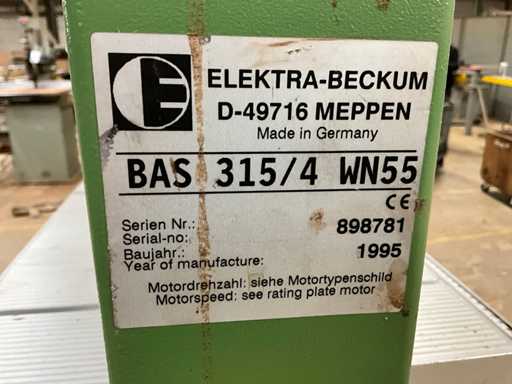 E ELEKTRA-BECKUM
D-49716 MEPPEN
Made in Germany
BAS 315/4 WN55
CE
Serien Nr.: 898781
Serial-no:
Baujahr.: 1995
Year of manufacture:
Motordrehzahl: siehe Motortypenschild
Motorspeed: see rating plate motor